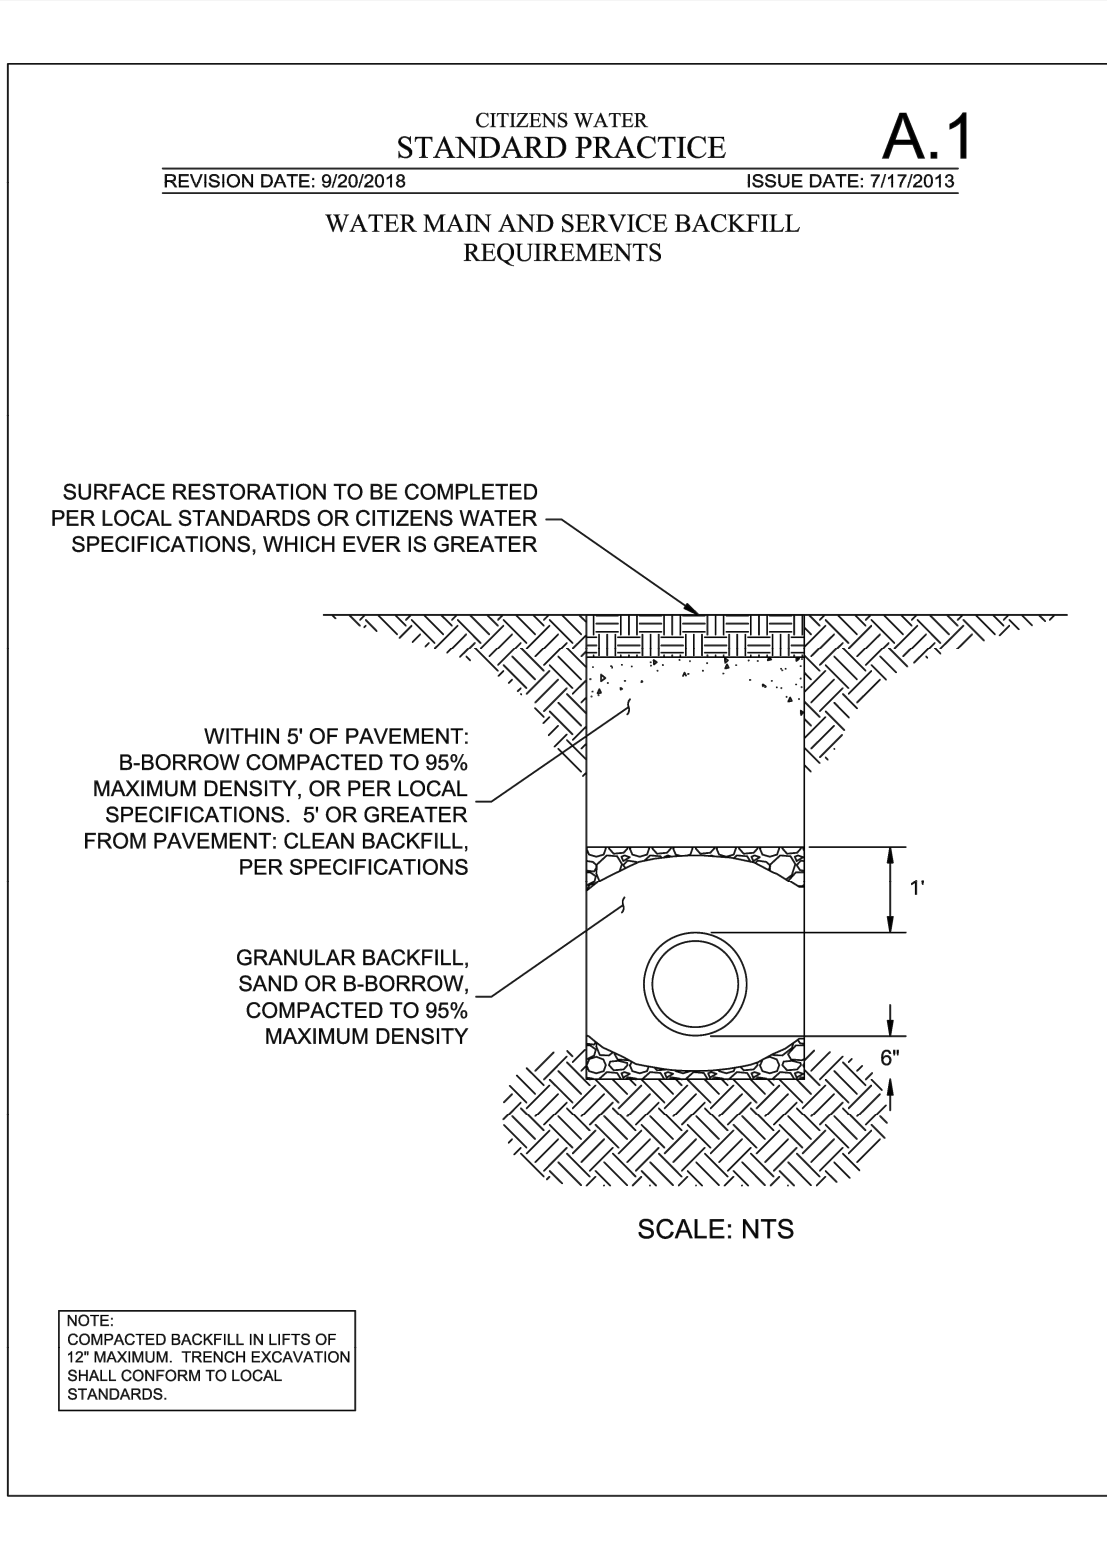 CITIZENS WATER
STANDARD PRACTICE
A.1
REVISION DATE: 9/20/2018
ISSUE DATE: 7/17/2013
WATER MAIN AND SERVICE BACKFILL
REQUIREMENTS
SURFACE RESTORATION TO BE COMPLETED
PER LOCAL STANDARDS OR CITIZENS WATER
SPECIFICATIONS, WHICH EVER IS GREATER
WITHIN 5' OF PAVEMENT:
B-BORROW COMPACTED TO 95%
MAXIMUM DENSITY, OR PER LOCAL
SPECIFICATIONS.  5' OR GREATER
FROM PAVEMENT: CLEAN BACKFILL,
PER SPECIFICATIONS
1'
GRANULAR BACKFILL,
SAND OR B-BORROW,
COMPACTED TO 95%
MAXIMUM DENSITY
6"
SCALE: NTS
NOTE:
COMPACTED BACKFILL IN LIFTS OF
12" MAXIMUM.  TRENCH EXCAVATION
SHALL CONFORM TO LOCAL
STANDARDS.